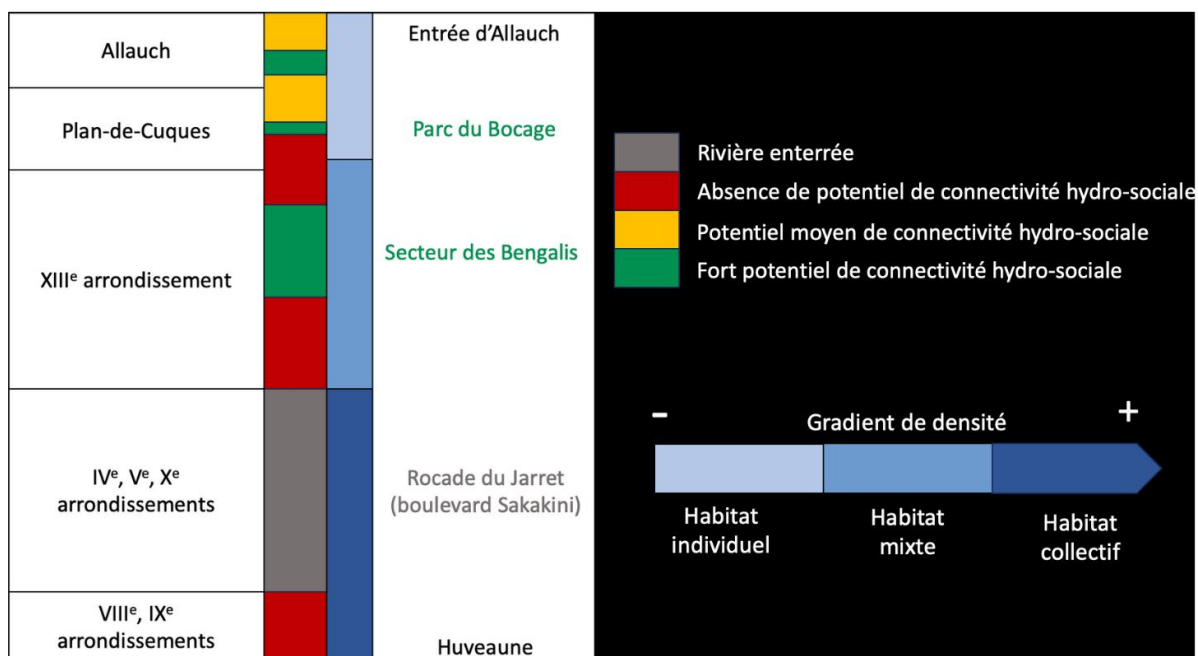 Allauch
Plan-de-Cuques
XIIIᵉ arrondissement
IVᵉ, Vᵉ, Xᵉ
arrondissements
VIIIᵉ, IXᵉ
arrondissements
Entrée d’Allauch
Parc du Bocage
Secteur des Bengalis
Rocade du Jarret
(boulevard Sakakini)
Huveaune
Rivière enterrée
Absence de potentiel de connectivité hydro-sociale
Potentiel moyen de connectivité hydro-sociale
Fort potentiel de connectivité hydro-sociale
- +
Gradient de densité
Habitat
individuel
Habitat
mixte
Habitat
collectif